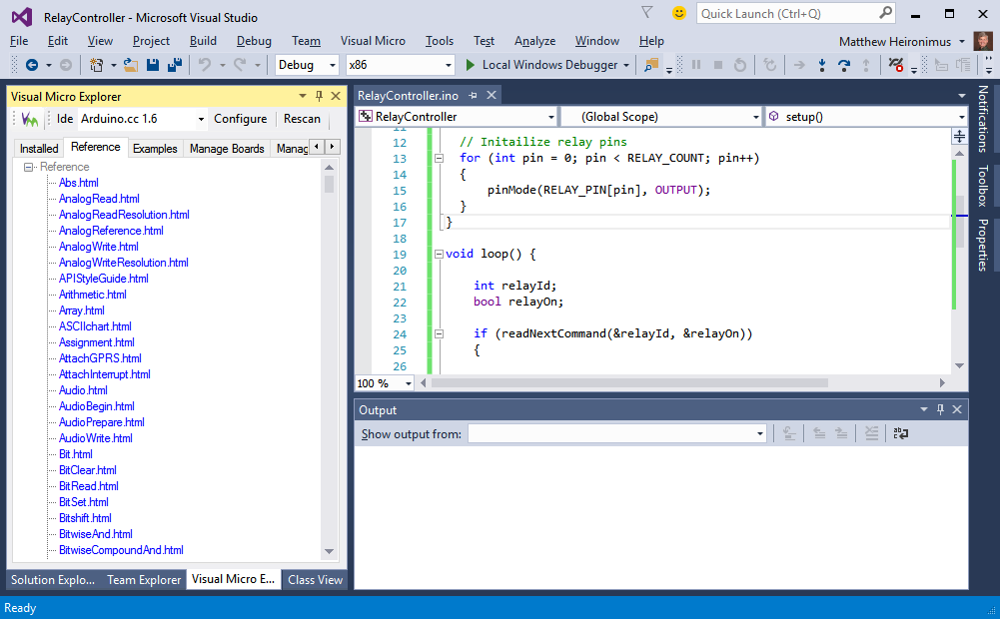 RelayController - Microsoft Visual Studio
Quick Launch (Ctrl+Q)
File Edit View Project Build Debug Team Visual Micro Tools Test Analyze Window Help Matthew Heironimus
Debug x86 Local Windows Debugger
Visual Micro Explorer
Ide Arduino.cc 1.6 Configure Rescan
Installed Reference Examples Manage Boards Manag
Reference
Abs.html
AnalogRead.html
AnalogReadResolution.html
AnalogReference.html
AnalogWrite.html
AnalogWriteResolution.html
APIStyleGuide.html
Arithmetic.html
Array.html
ASCIIchart.html
Assignment.html
AttachGPRS.html
AttachInterrupt.html
Audio.html
AudioBegin.html
AudioPrepare.html
AudioWrite.html
Bit.html
BitClear.html
BitRead.html
BitSet.html
Bitshift.html
BitwiseAnd.html
BitwiseCompoundAnd.html
Solution Explo... Team Explorer Visual Micro E... Class View
RelayController.ino
RelayController (Global Scope) setup()
11
12 // Initailize relay pins
13 for (int pin = 0; pin < RELAY_COUNT; pin++)
14 {
15 pinMode(RELAY_PIN[pin], OUTPUT);
16 }
17 }
18
19 void loop() {
20
21 int relayId;
22 bool relayOn;
23
24 if (readNextCommand(&relayId, &relayOn))
25 {
26
100 %
Output
Show output from:
Notifications
Toolbox
Properties
Ready